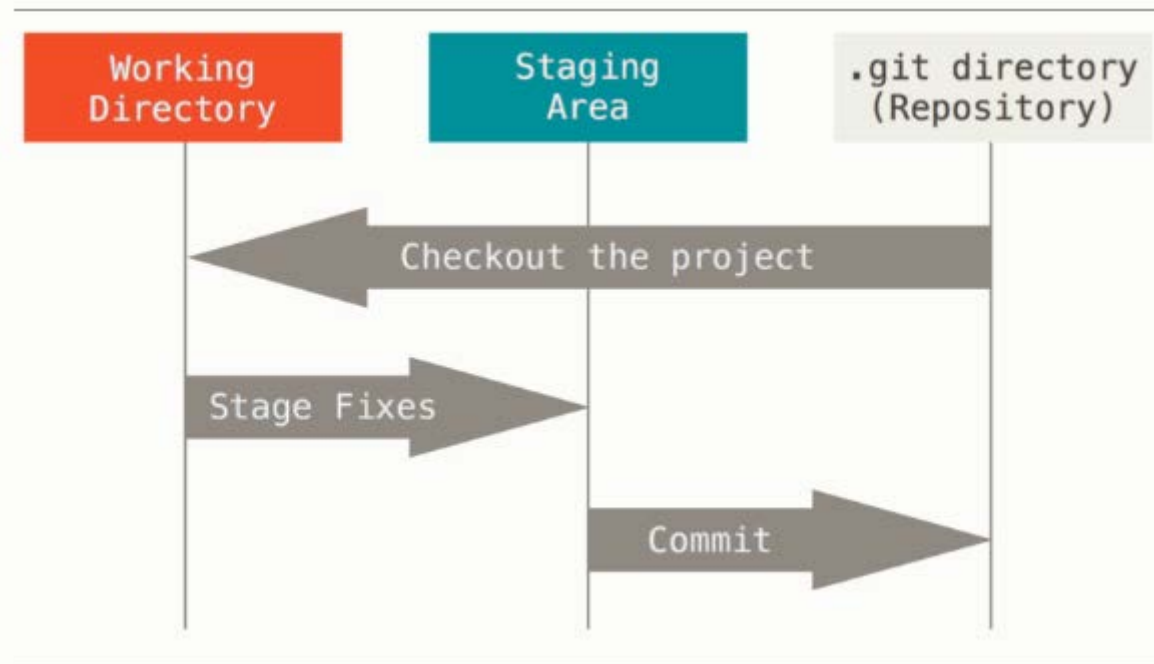 Working
Directory
Staging
Area
.git directory
(Repository)
Checkout the project
Stage Fixes
Commit